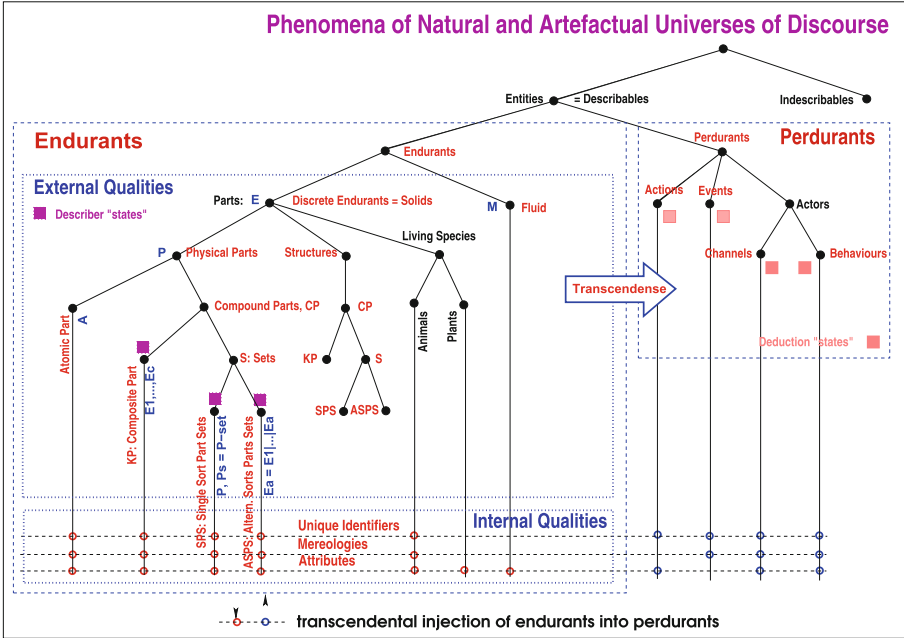 Phenomena of Natural and Artefactual Universes of Discourse
Entities = Describables
Indescribables
Endurants
Perdurants
Perdurants
Endurants
External Qualities
Describer "states"
Parts: E Discrete Endurants = Solids
M Fluid
Actions
Events
Actors
Living Species
P Physical Parts
Structures
Channels
Behaviours
Transcendense
Compound Parts, CP
CP
Atomic Part
A
Animals
Plants
Deduction "states"
KP: Composite Part
E1,...,Ec
S: Sets
KP
S
SPS
ASPS
SPS: Single Sort Part Sets
P, Ps = P−set
ASPS: Altern. Sorts Parts Sets
Ea = E1|...|Ea
Internal Qualities
Unique Identifiers
Mereologies
Attributes
transcendental injection of endurants into perdurants